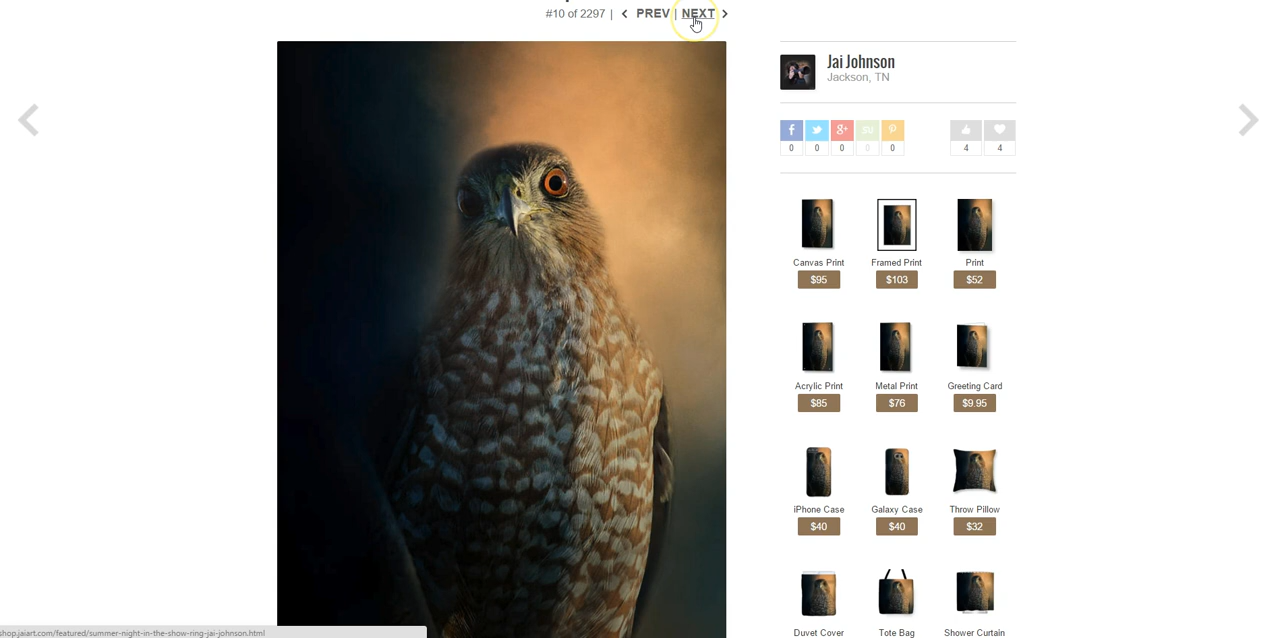 #10 of 2297 | < PREV | NEXT >
Jai Johnson
Jackson, TN
f g+ su p
0 0 0 0 0 4 4
Canvas Print Framed Print Print
$95 $103 $52
Acrylic Print Metal Print Greeting Card
$85 $76 $9.95
iPhone Case Galaxy Case Throw Pillow
$40 $40 $32
Duvet Cover Tote Bag Shower Curtain
shop.jaiart.com/featured/summer-night-in-the-show-ring-jai-johnson.html